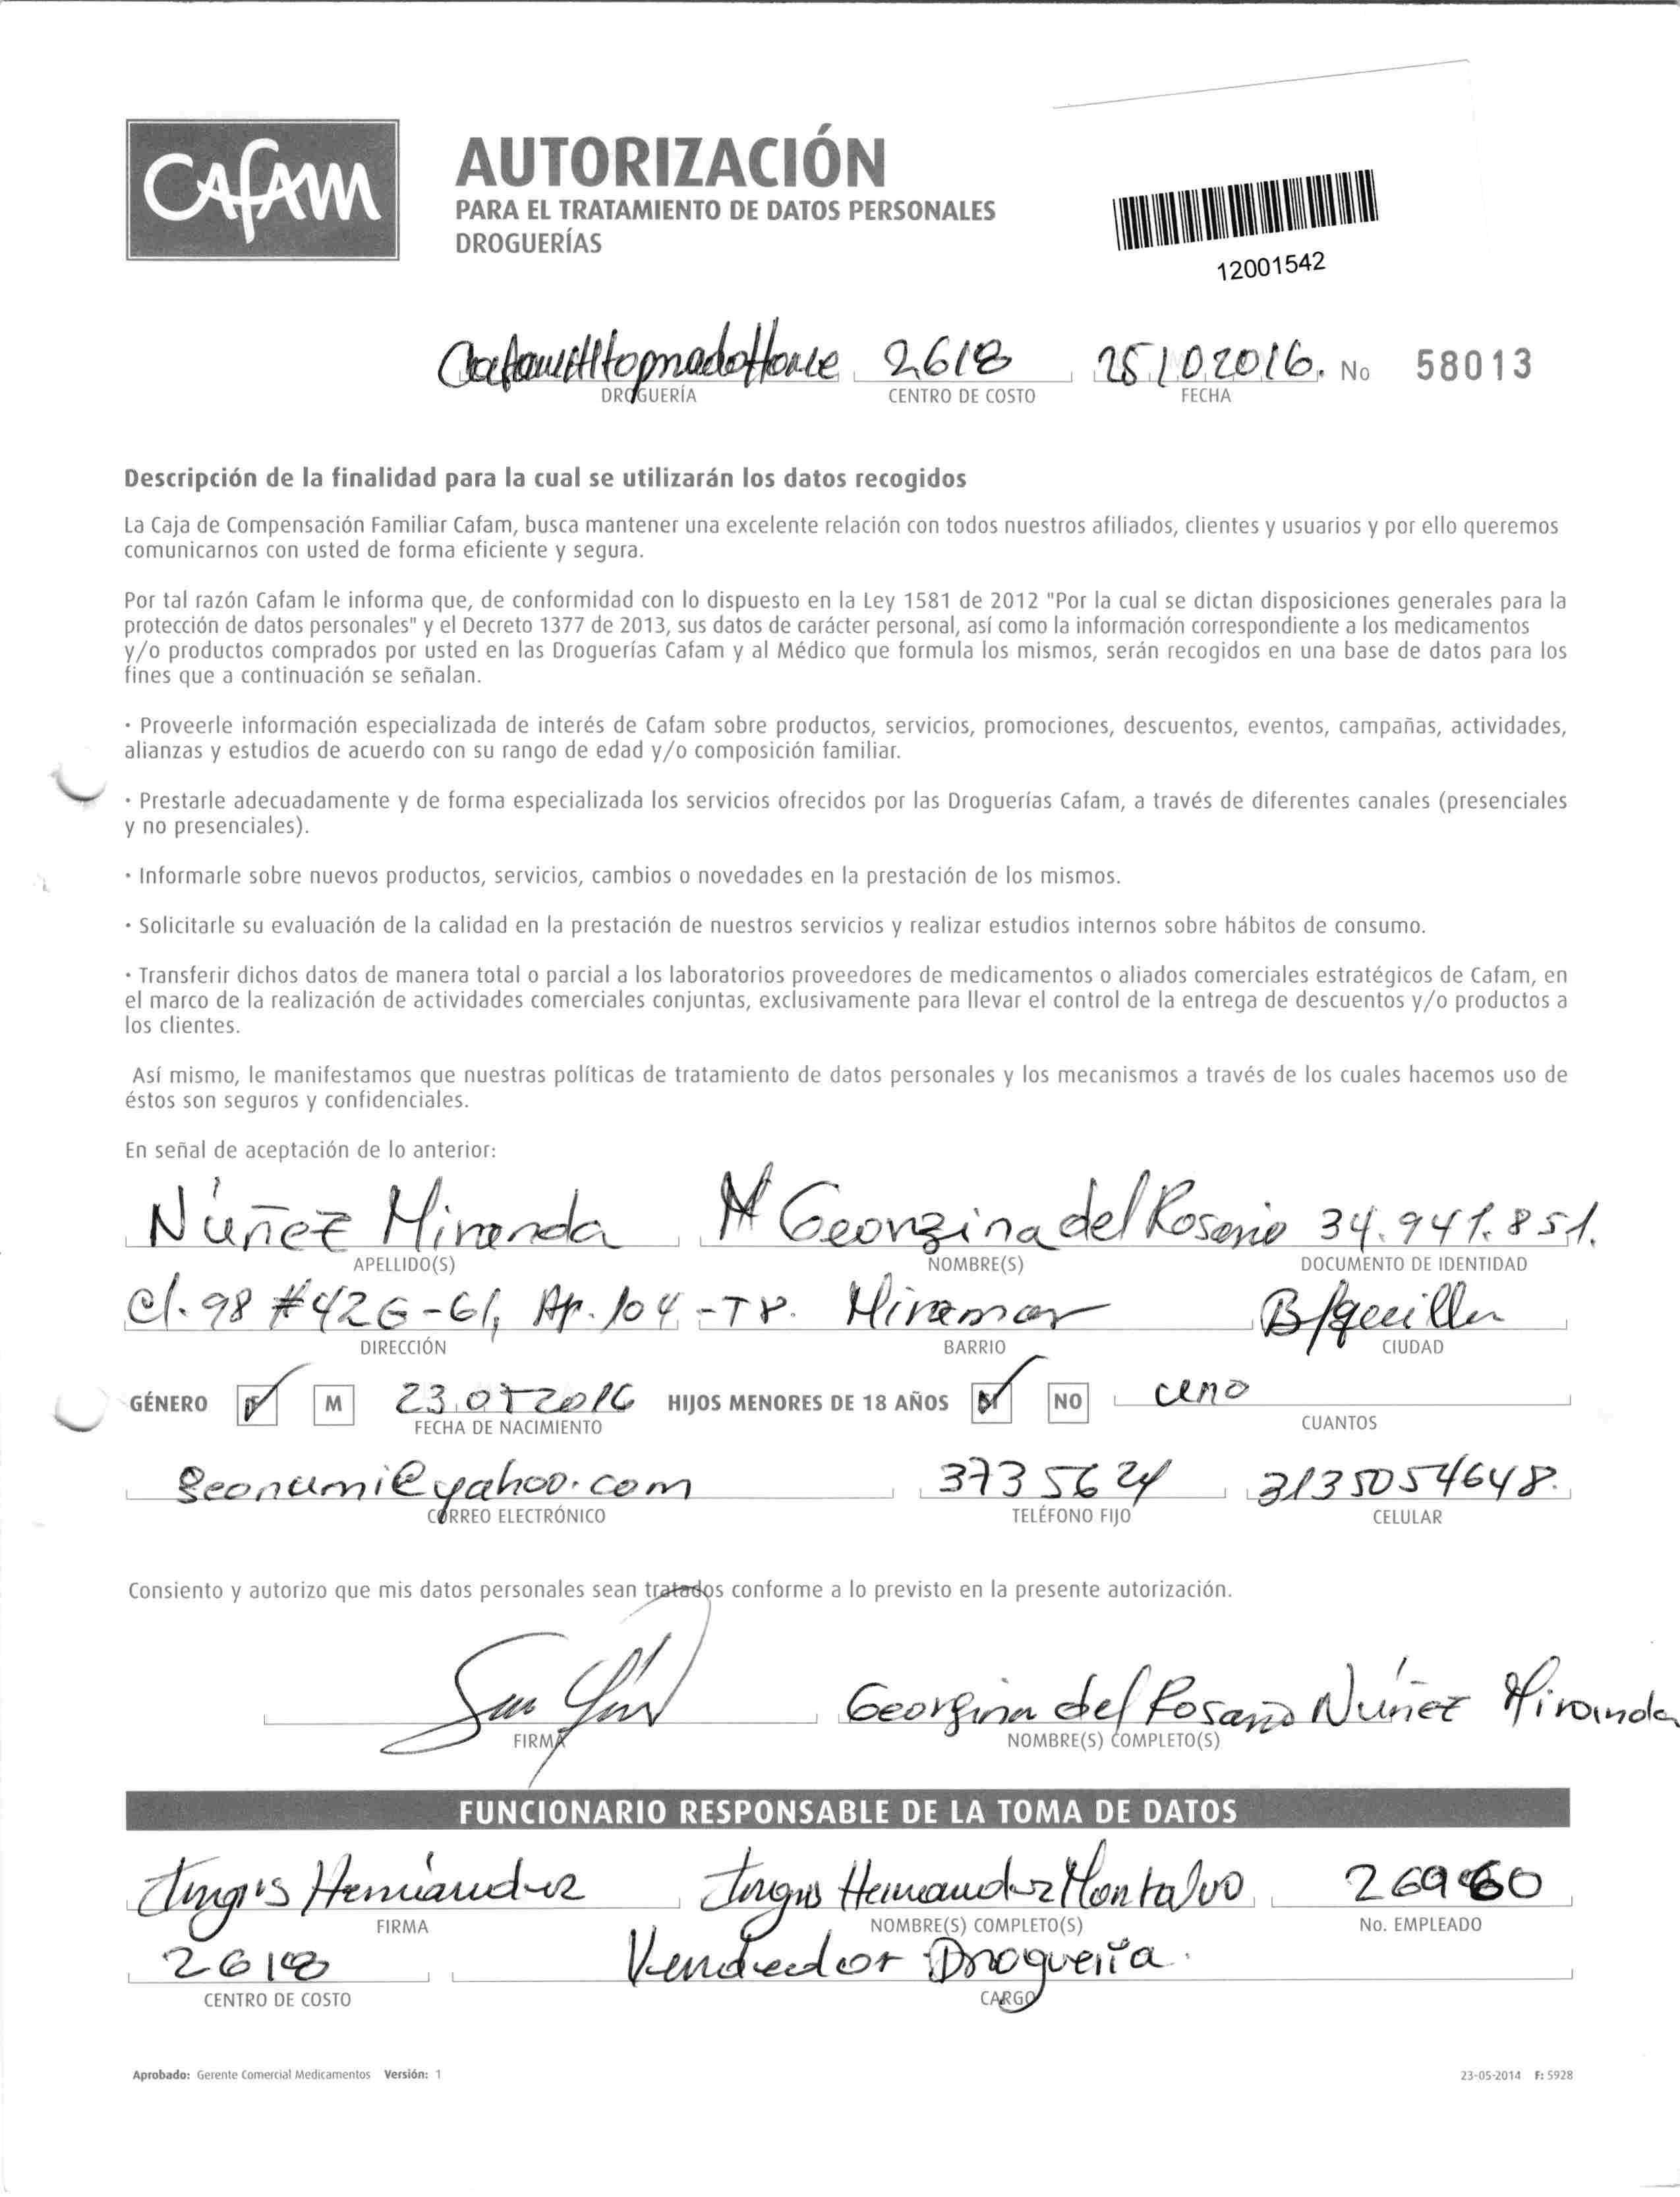 Cafam
AUTORIZACIÓN
PARA EL TRATAMIENTO DE DATOS PERSONALES
DROGUERÍAS
12001542
2618 25 10 2016. No 58013
DROGUERÍA CENTRO DE COSTO FECHA
Descripción de la finalidad para la cual se utilizarán los datos recogidos
La Caja de Compensación Familiar Cafam, busca mantener una excelente relación con todos nuestros afiliados, clientes y usuarios y por ello queremos
comunicarnos con usted de forma eficiente y segura.
Por tal razón Cafam le informa que, de conformidad con lo dispuesto en la Ley 1581 de 2012 "Por la cual se dictan disposiciones generales para la
protección de datos personales" y el Decreto 1377 de 2013, sus datos de carácter personal, así como la información correspondiente a los medicamentos
y/o productos comprados por usted en las Droguerías Cafam y al Médico que formula los mismos, serán recogidos en una base de datos para los
fines que a continuación se señalan.
· Proveerle información especializada de interés de Cafam sobre productos, servicios, promociones, descuentos, eventos, campañas, actividades,
alianzas y estudios de acuerdo con su rango de edad y/o composición familiar.
· Prestarle adecuadamente y de forma especializada los servicios ofrecidos por las Droguerías Cafam, a través de diferentes canales (presenciales
y no presenciales).
· Informarle sobre nuevos productos, servicios, cambios o novedades en la prestación de los mismos.
· Solicitarle su evaluación de la calidad en la prestación de nuestros servicios y realizar estudios internos sobre hábitos de consumo.
· Transferir dichos datos de manera total o parcial a los laboratorios proveedores de medicamentos o aliados comerciales estratégicos de Cafam, en
el marco de la realización de actividades comerciales conjuntas, exclusivamente para llevar el control de la entrega de descuentos y/o productos a
los clientes.
Así mismo, le manifestamos que nuestras políticas de tratamiento de datos personales y los mecanismos a través de los cuales hacemos uso de
éstos son seguros y confidenciales.
En señal de aceptación de lo anterior:
Núñez Miranda Georgina del Rosario 34.941.851.
APELLIDO(S) NOMBRE(S) DOCUMENTO DE IDENTIDAD
Cl. 98 #42G-61, Ap. 104 -T8. Miramar B/quilla
DIRECCIÓN BARRIO CIUDAD
GÉNERO F M 23 07 2016 HIJOS MENORES DE 18 AÑOS SI NO uno
FECHA DE NACIMIENTO CUANTOS
geonumi@yahoo.com 3735624 3135054648.
CORREO ELECTRÓNICO TELÉFONO FIJO CELULAR
Consiento y autorizo que mis datos personales sean tratados conforme a lo previsto en la presente autorización.
Georgina del Rosario Núñez Miranda
FIRMA NOMBRE(S) COMPLETO(S)
FUNCIONARIO RESPONSABLE DE LA TOMA DE DATOS
Hernández Hernandez Montalvo 26960
FIRMA NOMBRE(S) COMPLETO(S) No. EMPLEADO
2618 Vendedor Droguería.
CENTRO DE COSTO CARGO
Aprobado: Gerente Comercial Medicamentos Versión: 1 23-05-2014 F: 5928